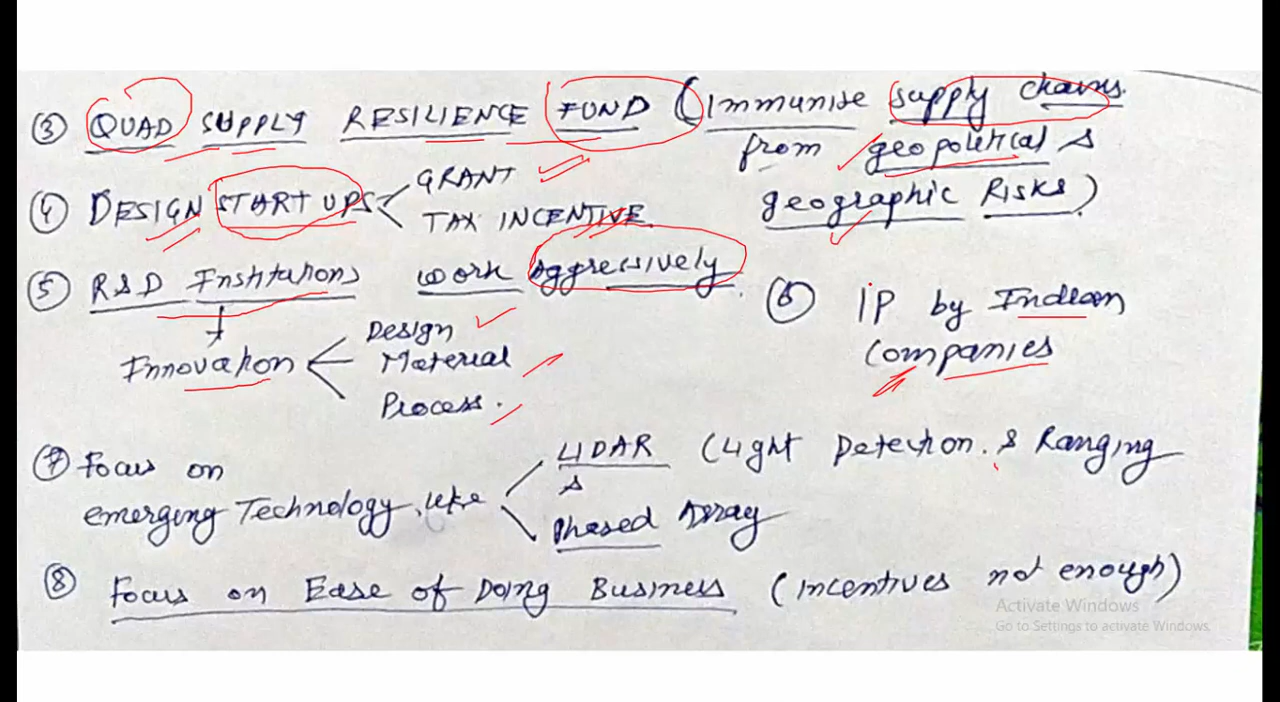 ③ QUAD SUPPLY RESILIENCE FUND (Immunise supply chains
from geopolitical &
geographic Risks)
④ DESIGN START UPS GRANT
TAX INCENTIVE
⑤ R&D Institutions work Aggressively.
Innovation Design
Material
Process.
⑥ IP by Indian
Companies
⑦ Focus on
emerging Technology like
LIDAR (Light Detection & Ranging
&
Phased Array
⑧ Focus on Ease of Doing Business (incentives not enough)
Activate Windows
Go to Settings to activate Windows.